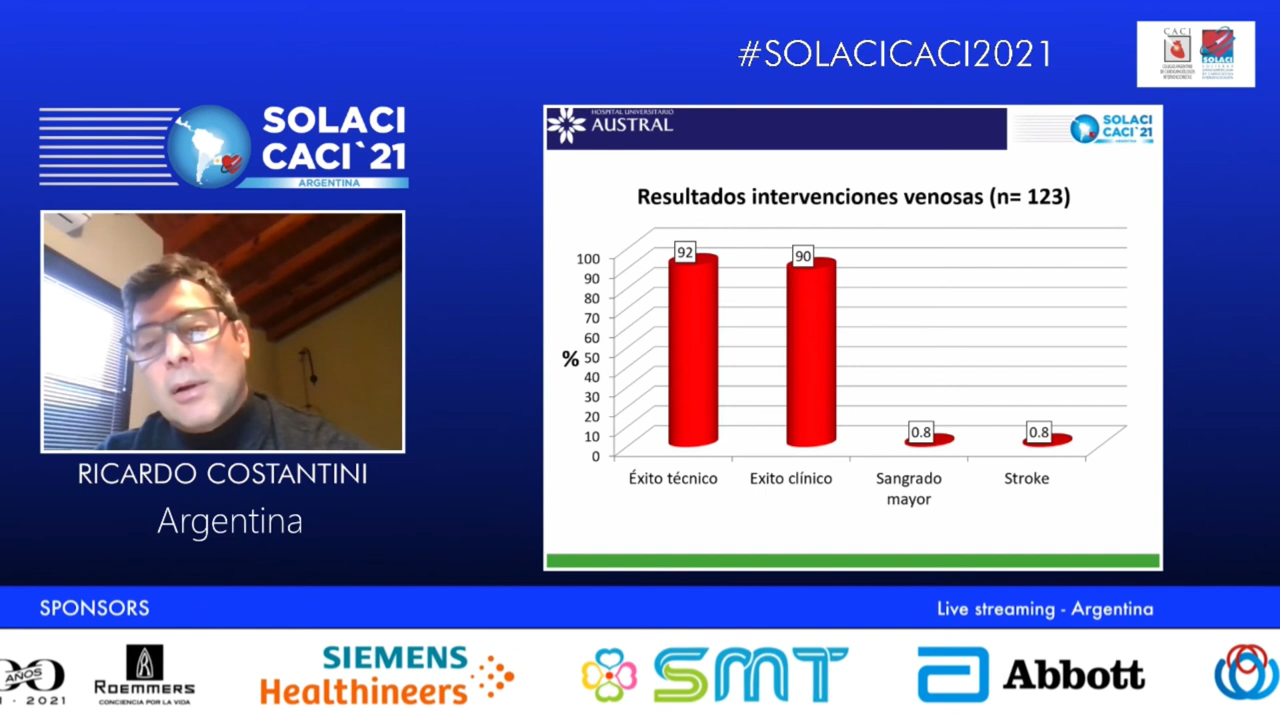 #SOLACICACI2021
CACI
SOLACI
SOLACI
CACI`21
ARGENTINA
HOSPITAL UNIVERSITARIO
AUSTRAL
SOLACI
CACI`21
ARGENTINA
Resultados intervenciones venosas (n= 123)
100
90
80
70
60
50
40
30
20
10
0
%
92
90
0.8
0.8
Éxito técnico
Exito clínico
Sangrado
mayor
Stroke
RICARDO COSTANTINI
Argentina
SPONSORS
Live streaming - Argentina
AÑOS
2021
ROEMMERS
CONCIENCIA POR LA VIDA
SIEMENS
Healthineers
SMT
Abbott